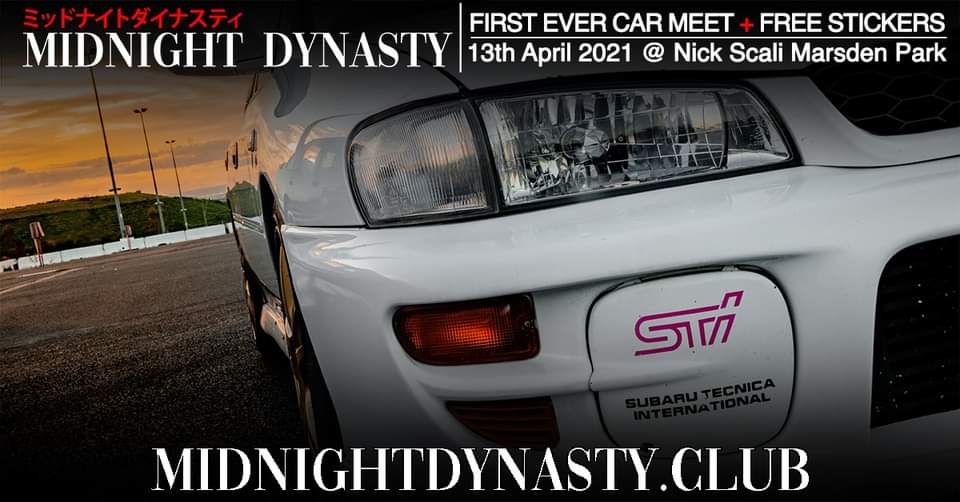 ミッドナイトダイナスティ
MIDNIGHT DYNASTY
FIRST EVER CAR MEET + FREE STICKERS
13th April 2021 @ Nick Scali Marsden Park
STi
SUBARU TECNICA
INTERNATIONAL
MIDNIGHTDYNASTY.CLUB